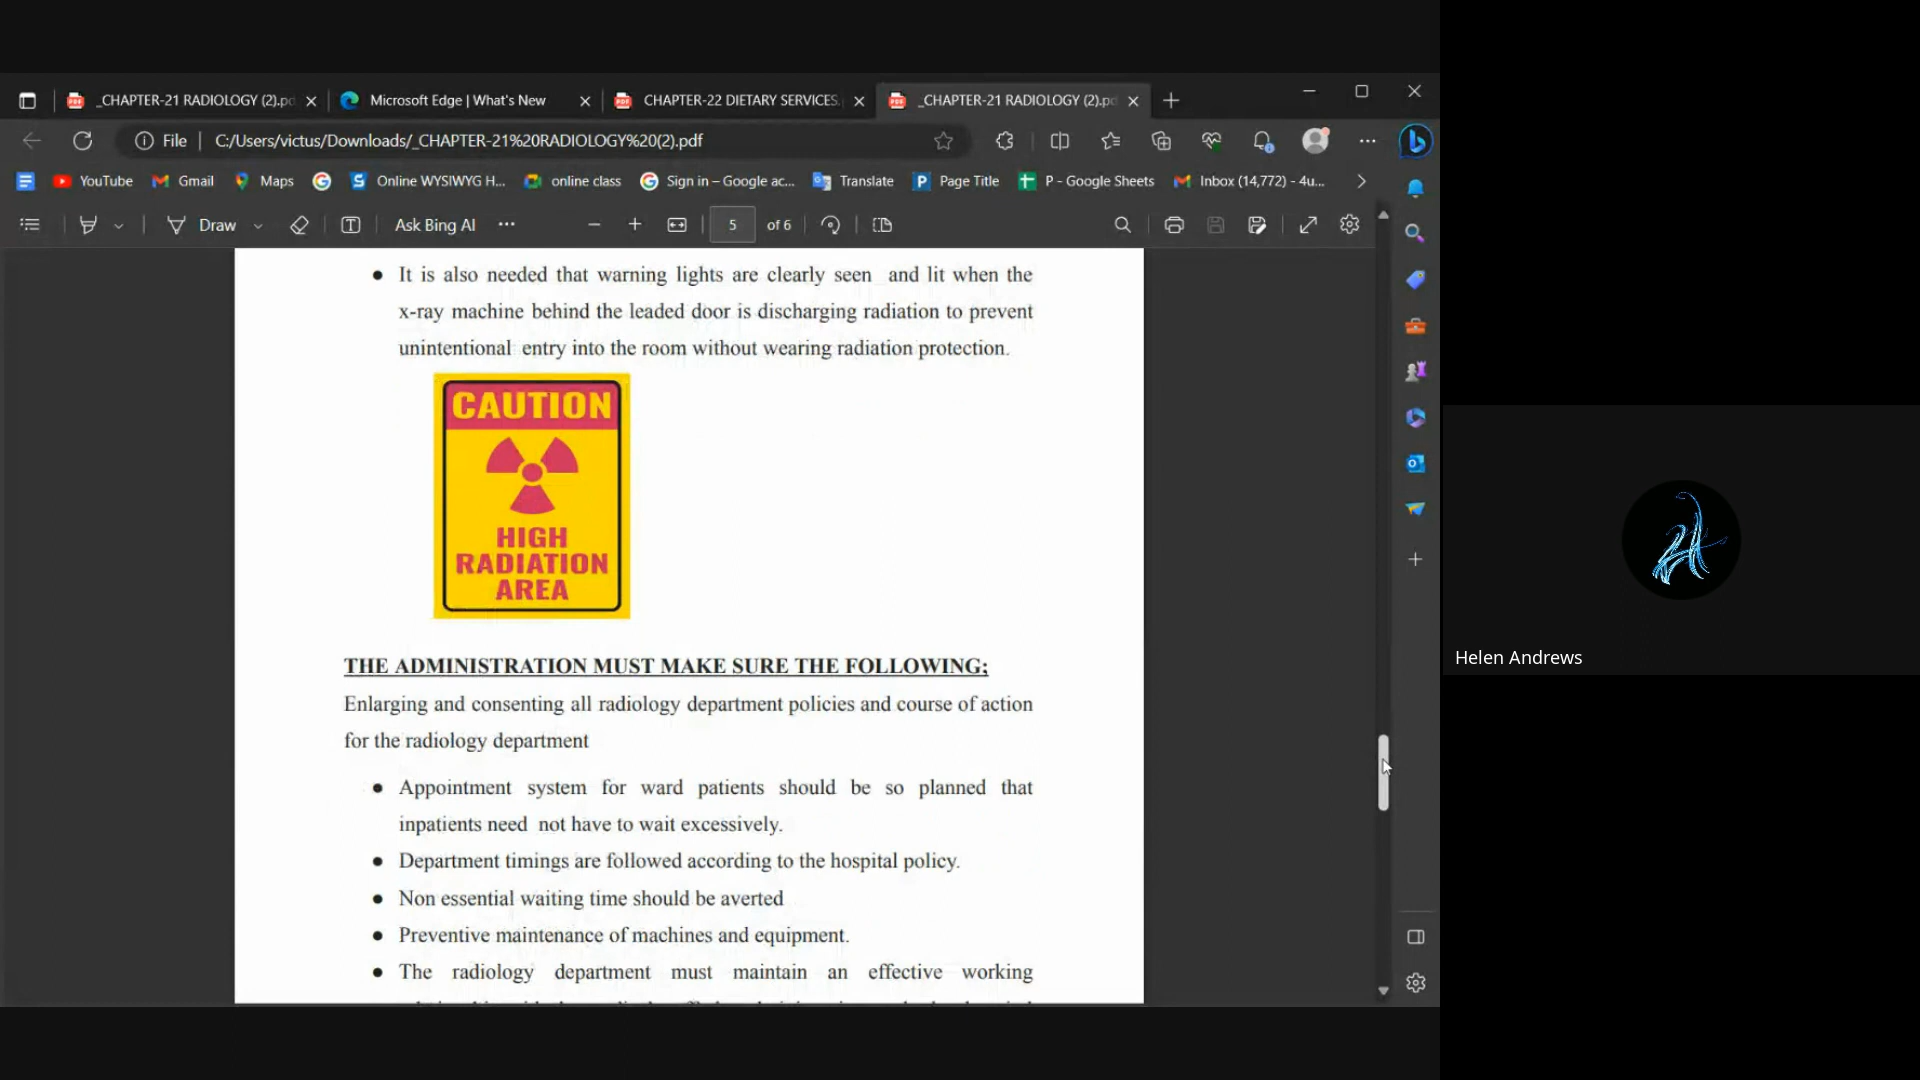 _CHAPTER-21 RADIOLOGY (2).pd
Microsoft Edge | What's New
CHAPTER-22 DIETARY SERVICES.
_CHAPTER-21 RADIOLOGY (2).pd
File
C:/Users/victus/Downloads/_CHAPTER-21%20RADIOLOGY%20(2).pdf
YouTube
Gmail
Maps
Online WYSIWYG H...
online class
Sign in – Google ac...
Translate
Page Title
P - Google Sheets
Inbox (14,772) - 4u...
Draw
Ask Bing AI
5
of 6
● It is also needed that warning lights are clearly seen and lit when the
x-ray machine behind the leaded door is discharging radiation to prevent
unintentional entry into the room without wearing radiation protection.
CAUTION
HIGH
RADIATION
AREA
THE ADMINISTRATION MUST MAKE SURE THE FOLLOWING;
Enlarging and consenting all radiology department policies and course of action
for the radiology department
● Appointment system for ward patients should be so planned that
inpatients need not have to wait excessively.
● Department timings are followed according to the hospital policy.
● Non essential waiting time should be averted
● Preventive maintenance of machines and equipment.
● The radiology department must maintain an effective working
Helen Andrews